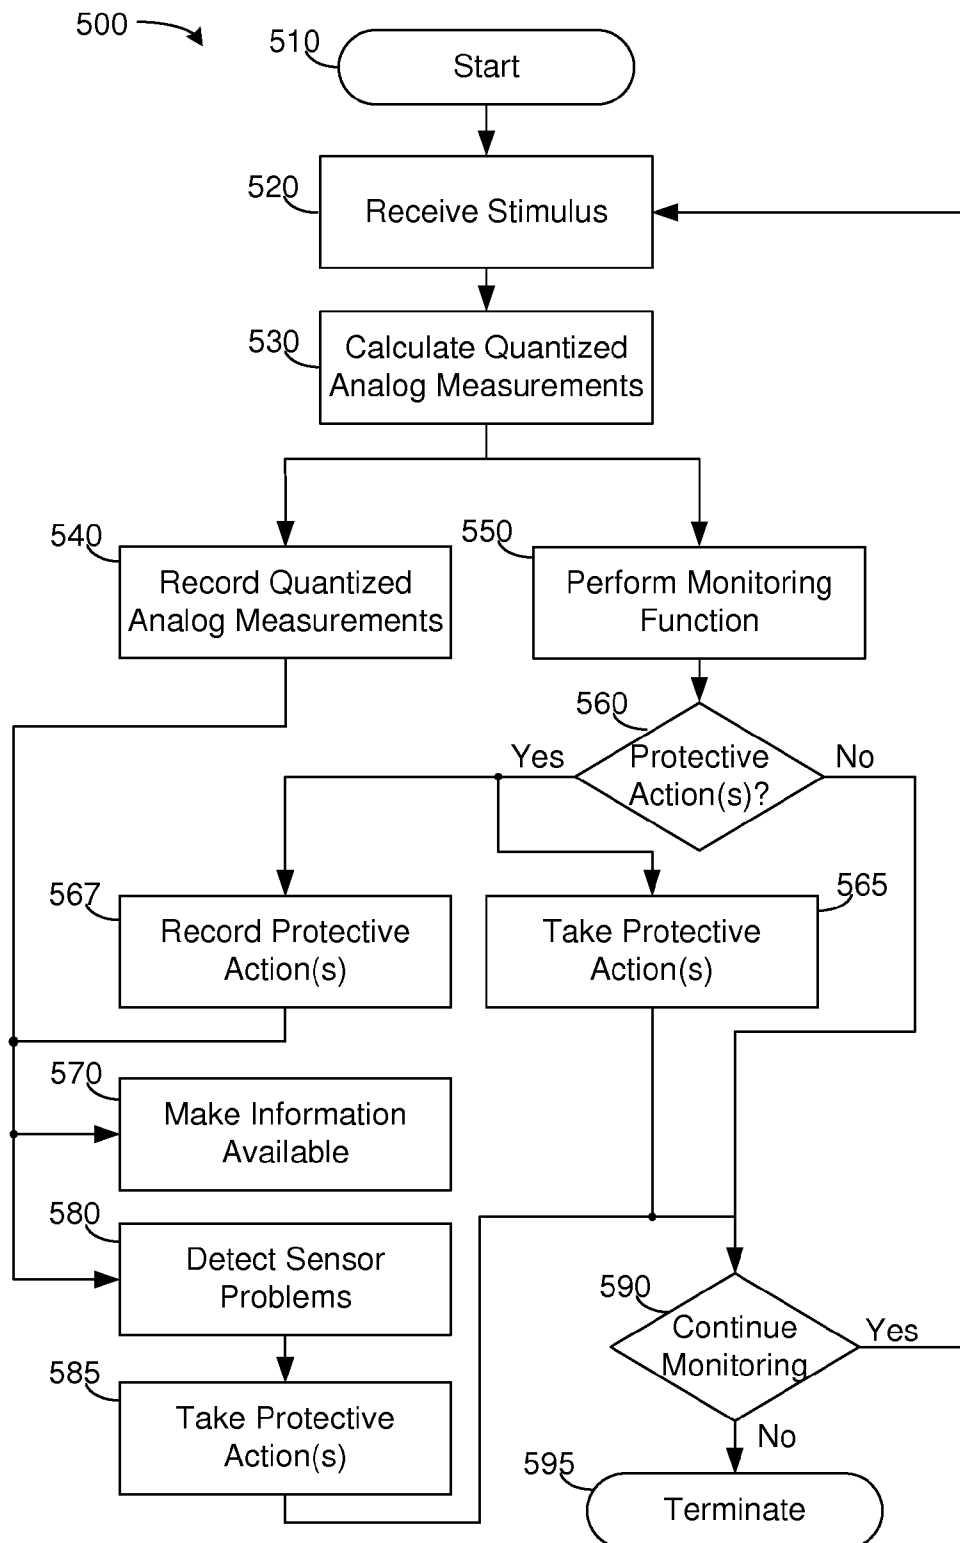 500
510
Start
520
Receive Stimulus
530
Calculate Quantized
Analog Measurements
540
Record Quantized
Analog Measurements
550
Perform Monitoring
Function
560
Protective
Action(s)?
Yes
No
567
Record Protective
Action(s)
565
Take Protective
Action(s)
570
Make Information
Available
580
Detect Sensor
Problems
585
Take Protective
Action(s)
590
Continue
Monitoring
Yes
No
595
Terminate